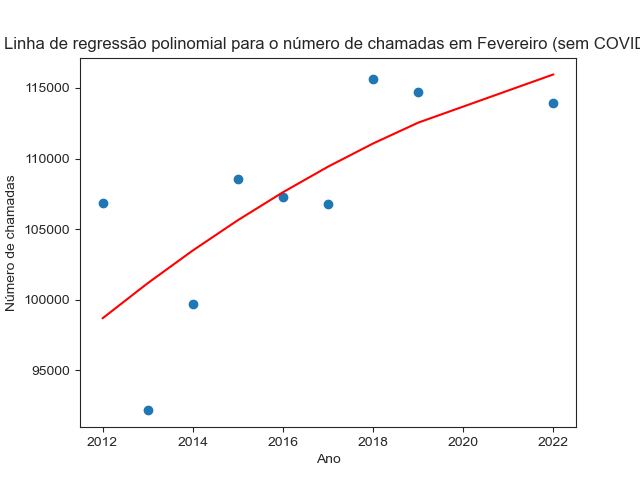 Linha de regressão polinomial para o número de chamadas em Fevereiro (sem COVID
115000
110000
105000
100000
95000
Número de chamadas
2012 2014 2016 2018 2020 2022
Ano